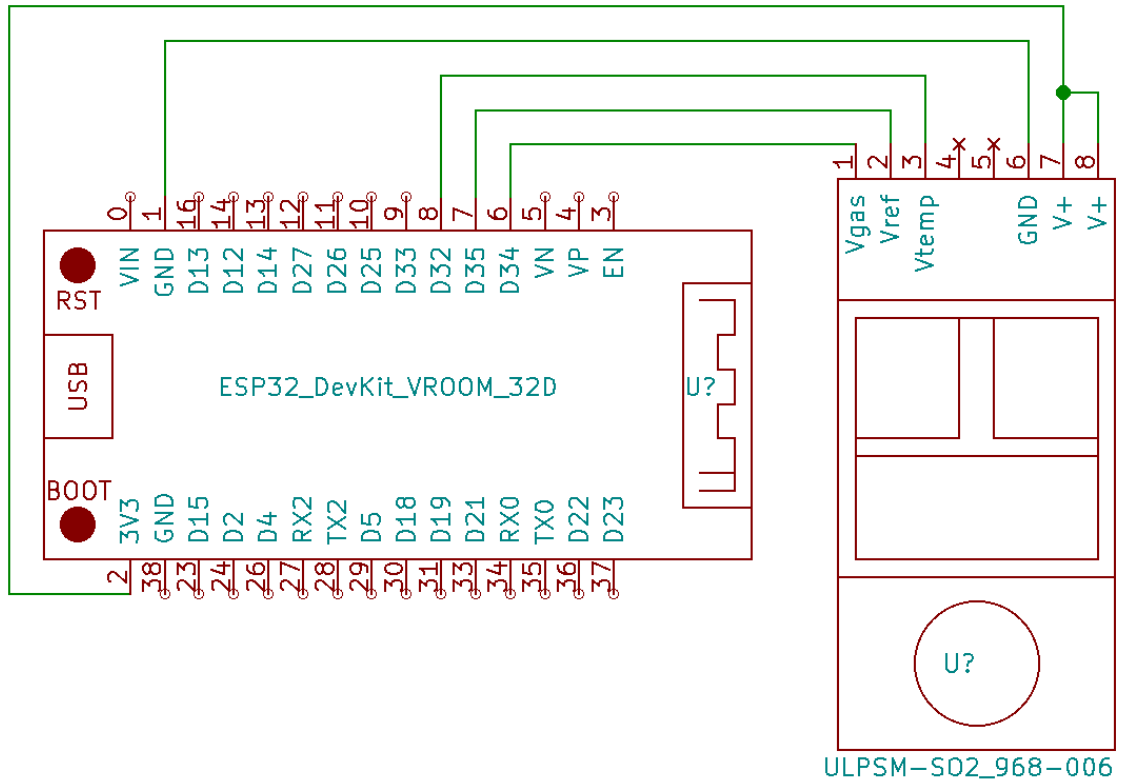 1 2 3 4 5 6 7 8
Vgas Vref Vtemp GND V+ V+
0 1 16 14 13 12 11 10 9 8 7 6 5 4 3
VIN GND D13 D12 D14 D27 D26 D25 D33 D32 D35 D34 VN VP EN
RST
USB
ESP32_DevKit_VROOM_32D
U?
BOOT
3V3 GND D15 D2 D4 RX2 TX2 D5 D18 D19 D21 RX0 TX0 D22 D23
2 38 23 24 26 27 28 29 30 31 33 34 35 36 37
U?
ULPSM-SO2_968-006